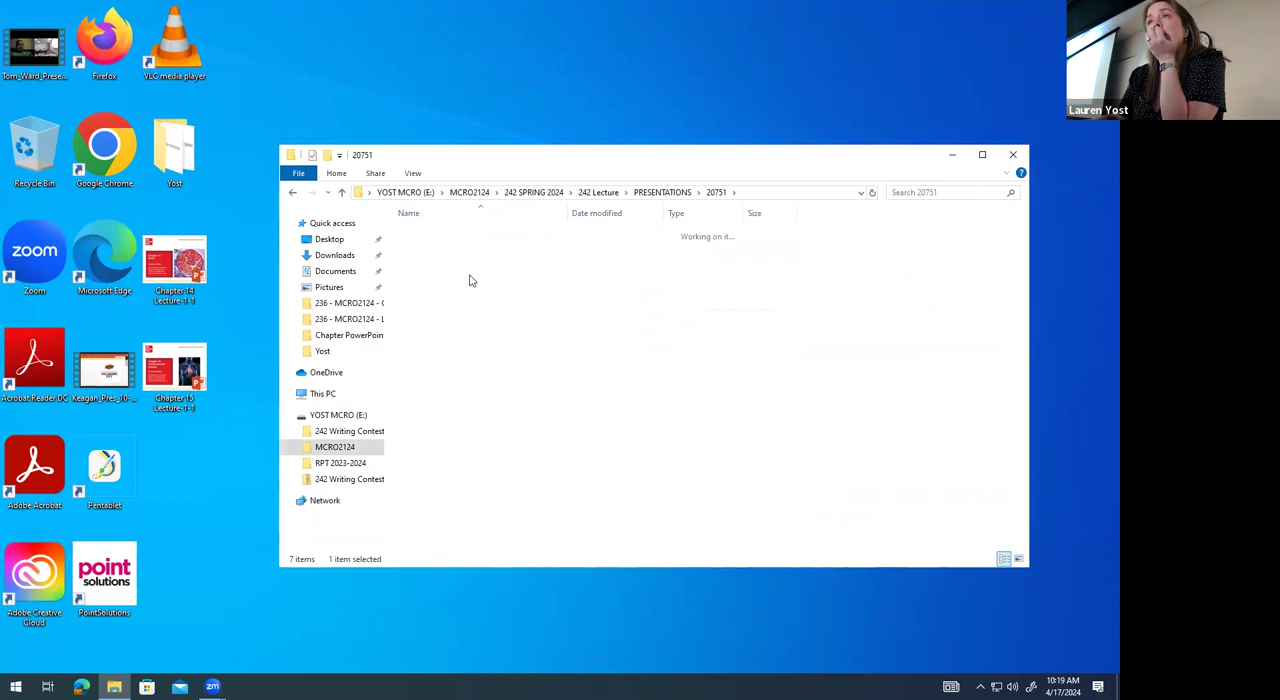 Tom_Ward_Prese...
Firefox
VLC media player
Lauren Yost
Recycle Bin
Google Chrome
Yost
20751
File
Home
Share
View
YOST MCRO (E:) > MCRO2124 > 242 SPRING 2024 > 242 Lecture > PRESENTATIONS > 20751 >
Search 20751
Name
Date modified
Type
Size
Working on it...
Quick access
Desktop
Downloads
Documents
Pictures
236 - MCRO2124 - C
236 - MCRO2124 - L
Chapter PowerPoint
Yost
OneDrive
This PC
YOST MCRO (E:)
242 Writing Contest
MCRO2124
RPT 2023-2024
242 Writing Contest
Network
7 items
1 item selected
zoom
Zoom
Microsoft Edge
Chapter 14
Lecture-1-1
Acrobat Reader DC
Keagan_Pres_10-...
Chapter 15
Lecture-1-1
Adobe Acrobat
Pentablet
Adobe Creative
Cloud
point
solutions
PointSolutions
zm
10:19 AM
4/17/2024